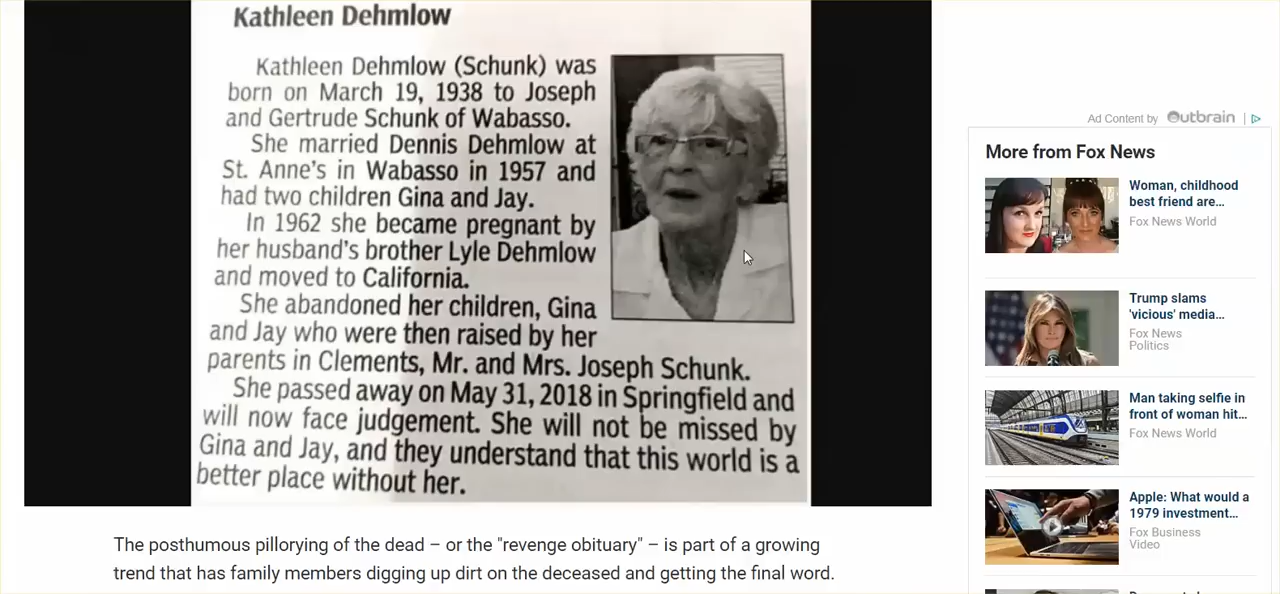 Kathleen Dehmlow
Kathleen Dehmlow (Schunk) was
born on March 19, 1938 to Joseph
and Gertrude Schunk of Wabasso.
She married Dennis Dehmlow at
St. Anne's in Wabasso in 1957 and
had two children Gina and Jay.
In 1962 she became pregnant by
her husband's brother Lyle Dehmlow
and moved to California.
She abandoned her children, Gina
and Jay who were then raised by her
parents in Clements, Mr. and Mrs. Joseph Schunk.
She passed away on May 31, 2018 in Springfield and
will now face judgement. She will not be missed by
Gina and Jay, and they understand that this world is a
better place without her.
The posthumous pillorying of the dead – or the "revenge obituary" – is part of a growing
trend that has family members digging up dirt on the deceased and getting the final word.
Ad Content by Outbrain |
More from Fox News
Woman, childhood
best friend are...
Fox News World
Trump slams
'vicious' media...
Fox News
Politics
Man taking selfie in
front of woman hit...
Fox News World
Apple: What would a
1979 investment...
Fox Business
Video